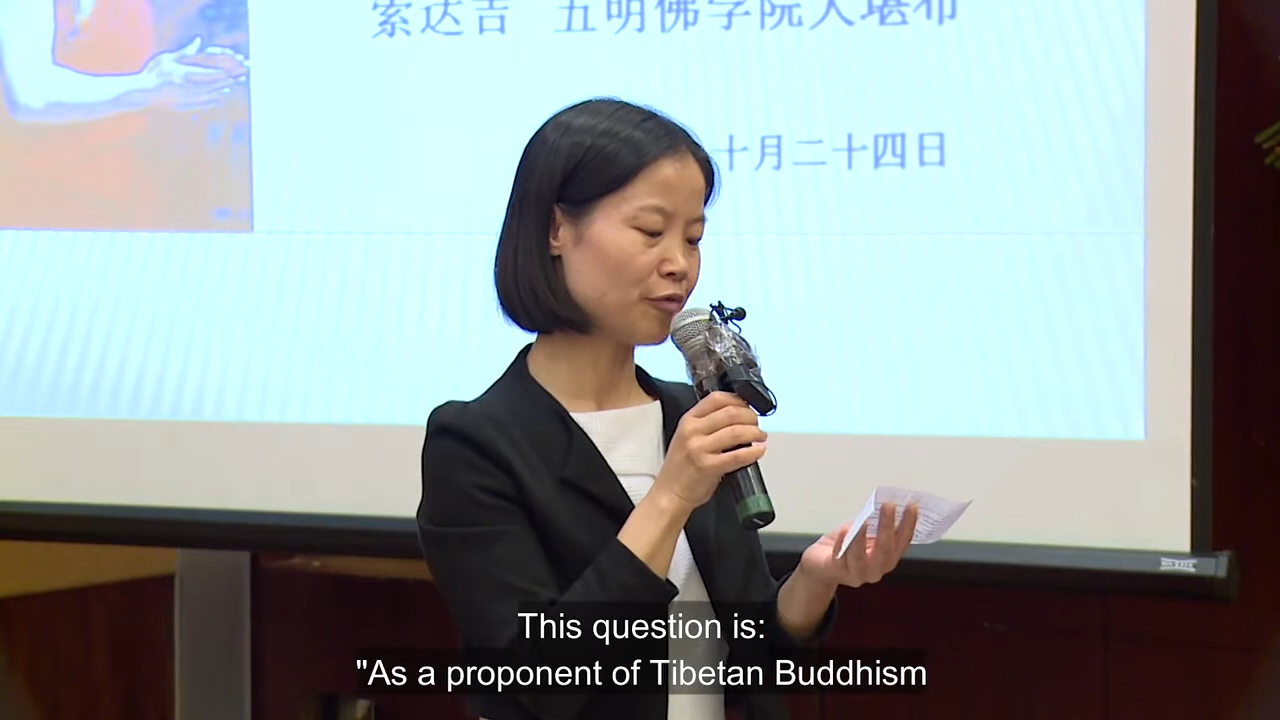 索达吉 五明佛学院大堪布
十月二十四日
This question is:
"As a proponent of Tibetan Buddhism